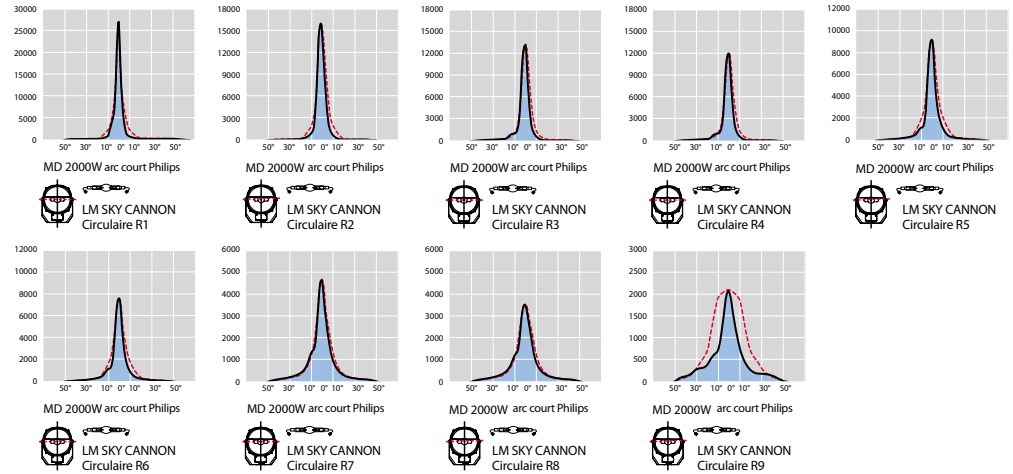 30000
25000
20000
15000
10000
5000
0
50° 30° 10° 0° 10° 30° 50°
MD 2000W arc court Philips
LM SKY CANNON
Circulaire R1
18000
15000
12000
9000
6000
3000
0
50° 30° 10° 0° 10° 30° 50°
MD 2000W arc court Philips
LM SKY CANNON
Circulaire R2
18000
15000
12000
9000
6000
3000
0
50° 30° 10° 0° 10° 30° 50°
MD 2000W arc court Philips
LM SKY CANNON
Circulaire R3
18000
15000
12000
9000
6000
3000
0
50° 30° 10° 0° 10° 30° 50°
MD 2000W arc court Philips
LM SKY CANNON
Circulaire R4
12000
10000
8000
6000
4000
2000
0
50° 30° 10° 0° 10° 30° 50°
MD 2000W arc court Philips
LM SKY CANNON
Circulaire R5
12000
10000
8000
6000
4000
2000
0
50° 30° 10° 0° 10° 30° 50°
MD 2000W arc court Philips
LM SKY CANNON
Circulaire R6
6000
5000
4000
3000
2000
1000
0
50° 30° 10° 0° 10° 30° 50°
MD 2000W arc court Philips
LM SKY CANNON
Circulaire R7
6000
5000
4000
3000
2000
1000
0
50° 30° 10° 0° 10° 30° 50°
MD 2000W arc court Philips
LM SKY CANNON
Circulaire R8
3000
2500
2000
1500
1000
500
0
50° 30° 10° 0° 10° 30° 50°
MD 2000W arc court Philips
LM SKY CANNON
Circulaire R9